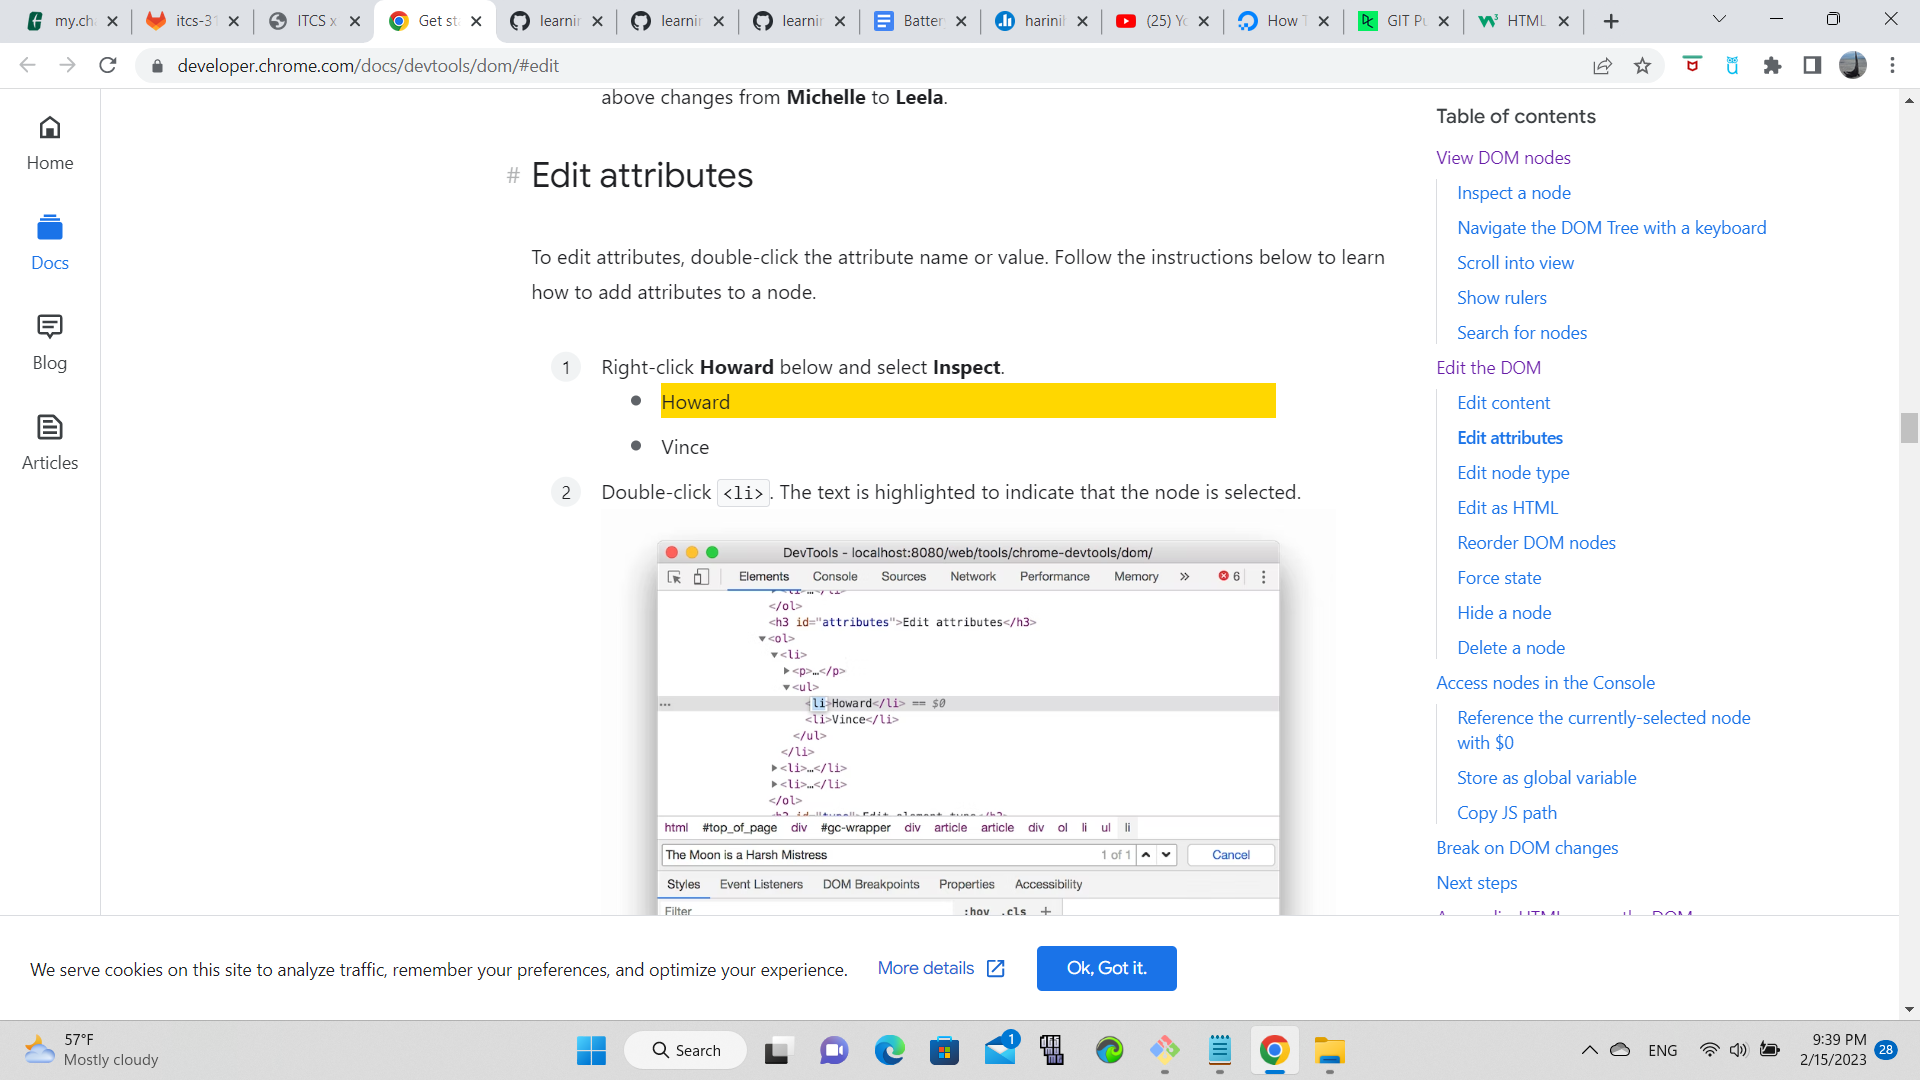 my.cha
itcs-31
ITCS x
Get sta
learnin
learnin
learnin
Batter
harinih
(25) Yo
How T
GIT Pu
HTML
developer.chrome.com/docs/devtools/dom/#edit
Home
Docs
Blog
Articles
above changes from Michelle to Leela.
# Edit attributes
To edit attributes, double-click the attribute name or value. Follow the instructions below to learn
how to add attributes to a node.
1 Right-click Howard below and select Inspect.
Howard
Vince
2 Double-click <li>. The text is highlighted to indicate that the node is selected.
DevTools - localhost:8080/web/tools/chrome-devtools/dom/
Elements Console Sources Network Performance Memory » 6
</ol>
<h3 id="attributes">Edit attributes</h3>
▼<ol>
▼<li>
▶<p>…</p>
▼<ul>
… <li>Howard</li> == $0
<li>Vince</li>
</ul>
</li>
▶<li>…</li>
▶<li>…</li>
</ol>
html #top_of_page div #gc-wrapper div article article div ol li ul li
The Moon is a Harsh Mistress 1 of 1 Cancel
Styles Event Listeners DOM Breakpoints Properties Accessibility
Filter :hov .cls +
Table of contents
View DOM nodes
Inspect a node
Navigate the DOM Tree with a keyboard
Scroll into view
Show rulers
Search for nodes
Edit the DOM
Edit content
Edit attributes
Edit node type
Edit as HTML
Reorder DOM nodes
Force state
Hide a node
Delete a node
Access nodes in the Console
Reference the currently-selected node
with $0
Store as global variable
Copy JS path
Break on DOM changes
Next steps
We serve cookies on this site to analyze traffic, remember your preferences, and optimize your experience. More details Ok, Got it.
57°F
Mostly cloudy
Search
1
ENG
9:39 PM
2/15/2023
28